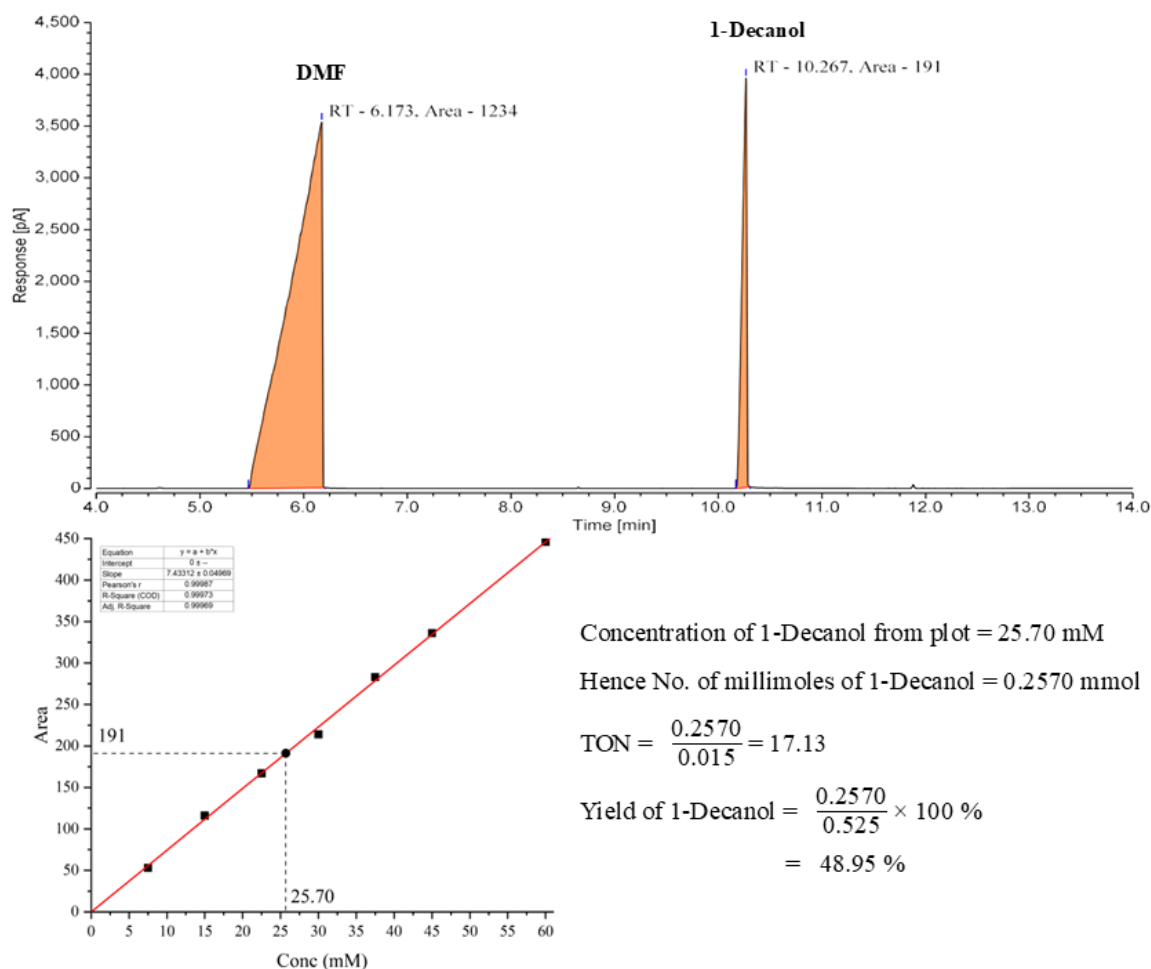 1-Decanol
DMF
RT - 10.267, Area - 191
RT - 6.173, Area - 1234
4,500
4,000
3,500
3,000
2,500
2,000
1,500
1,000
500
0
Response [pA]
4.0 5.0 6.0 7.0 8.0 9.0 10.0 11.0 12.0 13.0 14.0
Time [min]
Equation y = a + b*x
Intercept 0 ± --
Slope 7.43312 ± 0.04969
Pearson's r 0.99987
R-Square (COD) 0.99973
Adj. R-Square 0.99969
450
400
350
300
250
200
150
100
50
0
Area
191
25.70
0 5 10 15 20 25 30 35 40 45 50 55 60
Conc (mM)
Concentration of 1-Decanol from plot = 25.70 mM
Hence No. of millimoles of 1-Decanol = 0.2570 mmol
TON = 0.2570 / 0.015 = 17.13
Yield of 1-Decanol = 0.2570 / 0.525 × 100 %
= 48.95 %